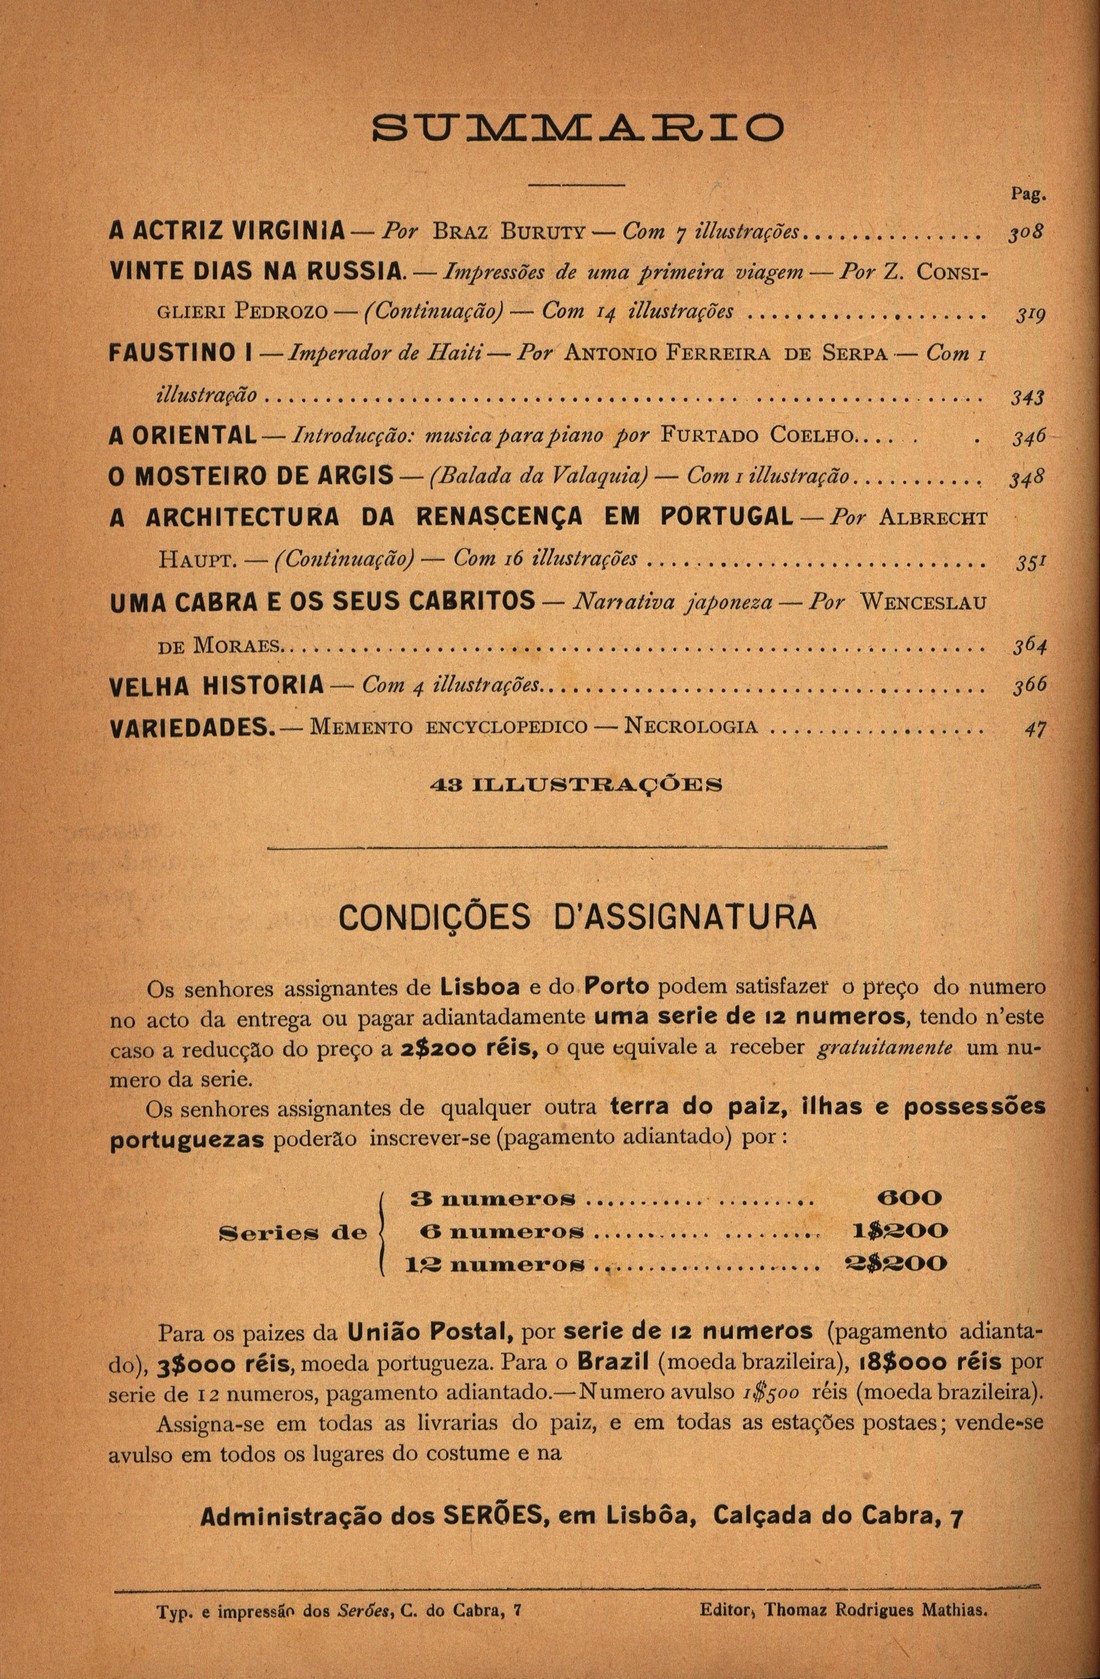 SUMMARIO
Pag.
A ACTRIZ VIRGINIA — Por BRAZ BURUTY — Com 7 illustrações............... 308
VINTE DIAS NA RUSSIA. — Impressões de uma primeira viagem — Por Z. CONSI-
GLIERI PEDROZO — (Continuação) — Com 14 illustrações .................... 319
FAUSTINO I — Imperador de Haiti — Por ANTONIO FERREIRA DE SERPA — Com 1
illustração ............................................................ 343
A ORIENTAL — Introducção: musica para piano por FURTADO COELHO.... . . 346
O MOSTEIRO DE ARGIS — (Balada da Valaquia) — Com 1 illustração........... 348
A ARCHITECTURA DA RENASCENÇA EM PORTUGAL — Por ALBRECHT
HAUPT. — (Continuação) — Com 16 illustrações ............................ 351
UMA CABRA E OS SEUS CABRITOS — Narrativa japoneza — Por WENCESLAU
DE MORAES.......................................................... 364
VELHA HISTORIA — Com 4 illustrações..................................... 366
VARIEDADES. — MEMENTO ENCYCLOPEDICO — NECROLOGIA .................. 47
43 ILLUSTRAÇÕES
CONDIÇÕES D'ASSIGNATURA
Os senhores assignantes de Lisboa e do Porto podem satisfazer o preço do numero
no acto da entrega ou pagar adiantadamente uma serie de 12 numeros, tendo n'este
caso a reducção do preço a 2$200 réis, o que equivale a receber gratuitamente um nu-
mero da serie.
Os senhores assignantes de qualquer outra terra do paiz, ilhas e possessões
portuguezas poderão inscrever-se (pagamento adiantado) por :
3 numeros ..................... 600
Series de { 6 numeros ..................... 1$200
12 numeros ..................... 2$200
Para os paizes da União Postal, por serie de 12 numeros (pagamento adianta-
do), 3$000 réis, moeda portugueza. Para o Brazil (moeda brazileira), 18$000 réis por
serie de 12 numeros, pagamento adiantado.—Numero avulso 1$500 réis (moeda brazileira).
Assigna-se em todas as livrarias do paiz, e em todas as estações postaes; vende-se
avulso em todos os lugares do costume e na
Administração dos SERÕES, em Lisbôa, Calçada do Cabra, 7
Typ. e impressão dos Serões, C. do Cabra, 7
Editor, Thomaz Rodrigues Mathias.